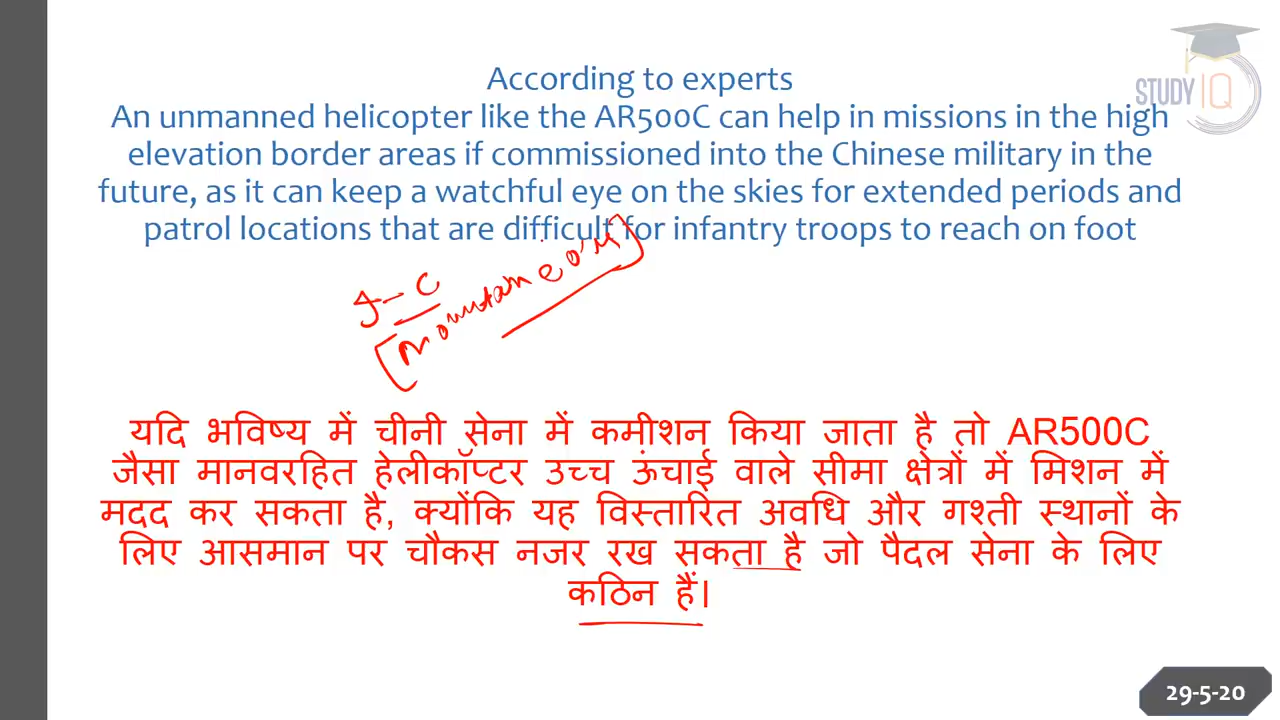 STUDY IQ
According to experts
An unmanned helicopter like the AR500C can help in missions in the high
elevation border areas if commissioned into the Chinese military in the
future, as it can keep a watchful eye on the skies for extended periods and
patrol locations that are difficult for infantry troops to reach on foot
I-C
यदि भविष्य में चीनी सेना में कमीशन किया जाता है तो AR500C
जैसा मानवरहित हेलीकॉप्टर उच्च ऊंचाई वाले सीमा क्षेत्रों में मिशन में
मदद कर सकता है, क्योंकि यह विस्तारित अवधि और गश्ती स्थानों के
लिए आसमान पर चौकस नजर रख सकता है जो पैदल सेना के लिए
कठिन हैं।
29-5-20